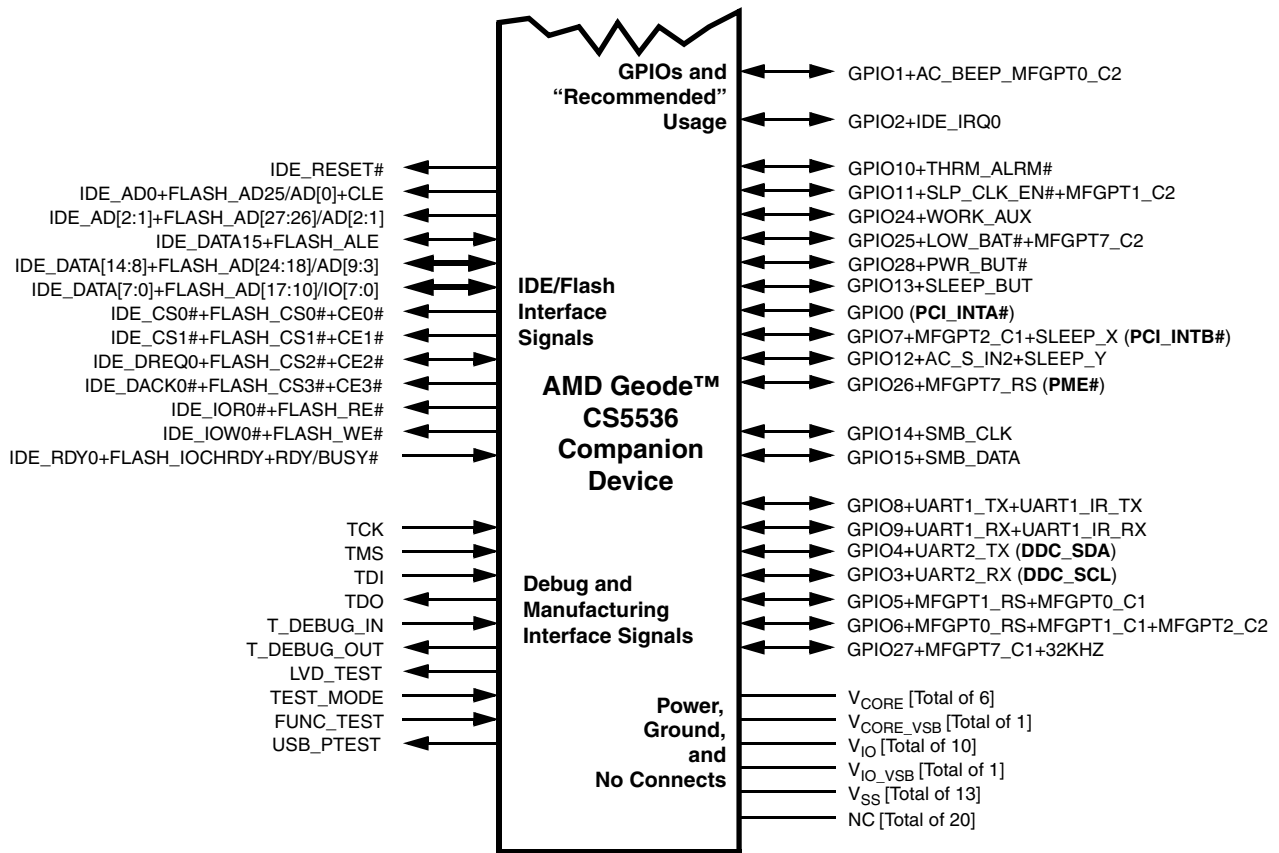 GPIOs and
“Recommended”
Usage
GPIO1+AC_BEEP_MFGPT0_C2
GPIO2+IDE_IRQ0
GPIO10+THRM_ALRM#
GPIO11+SLP_CLK_EN#+MFGPT1_C2
GPIO24+WORK_AUX
GPIO25+LOW_BAT#+MFGPT7_C2
GPIO28+PWR_BUT#
GPIO13+SLEEP_BUT
GPIO0 (PCI_INTA#)
GPIO7+MFGPT2_C1+SLEEP_X (PCI_INTB#)
GPIO12+AC_S_IN2+SLEEP_Y
GPIO26+MFGPT7_RS (PME#)
GPIO14+SMB_CLK
GPIO15+SMB_DATA
GPIO8+UART1_TX+UART1_IR_TX
GPIO9+UART1_RX+UART1_IR_RX
GPIO4+UART2_TX (DDC_SDA)
GPIO3+UART2_RX (DDC_SCL)
GPIO5+MFGPT1_RS+MFGPT0_C1
GPIO6+MFGPT0_RS+MFGPT1_C1+MFGPT2_C2
GPIO27+MFGPT7_C1+32KHZ
IDE_RESET#
IDE_AD0+FLASH_AD25/AD[0]+CLE
IDE_AD[2:1]+FLASH_AD[27:26]/AD[2:1]
IDE_DATA15+FLASH_ALE
IDE_DATA[14:8]+FLASH_AD[24:18]/AD[9:3]
IDE_DATA[7:0]+FLASH_AD[17:10]/IO[7:0]
IDE_CS0#+FLASH_CS0#+CE0#
IDE_CS1#+FLASH_CS1#+CE1#
IDE_DREQ0+FLASH_CS2#+CE2#
IDE_DACK0#+FLASH_CS3#+CE3#
IDE_IOR0#+FLASH_RE#
IDE_IOW0#+FLASH_WE#
IDE_RDY0+FLASH_IOCHRDY+RDY/BUSY#
IDE/Flash
Interface
Signals
AMD Geode™
CS5536
Companion
Device
TCK
TMS
TDI
TDO
T_DEBUG_IN
T_DEBUG_OUT
LVD_TEST
TEST_MODE
FUNC_TEST
USB_PTEST
Debug and
Manufacturing
Interface Signals
Power,
Ground,
and
No Connects
VCORE [Total of 6]
VCORE_VSB [Total of 1]
VIO [Total of 10]
VIO_VSB [Total of 1]
VSS [Total of 13]
NC [Total of 20]